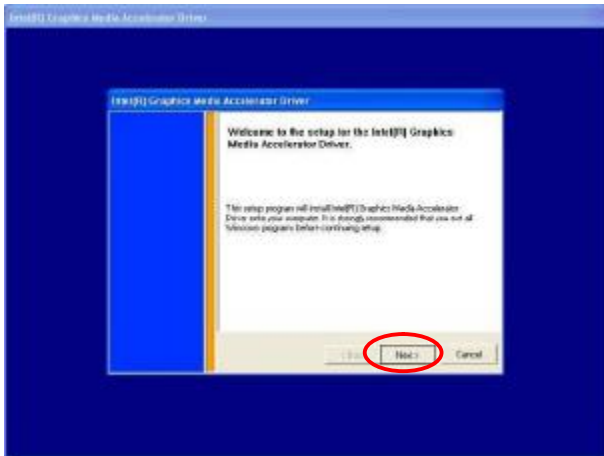 Intel(R) Graphics Media Accelerator Driver
Intel(R) Graphics Media Accelerator Driver
Welcome to the setup for the Intel(R) Graphics
Media Accelerator Driver.
This setup program will install Intel(R) Graphics Media Accelerator
Driver onto your computer. It is strongly recommended that you exit all
Windows programs before continuing setup.
Next >
Cancel